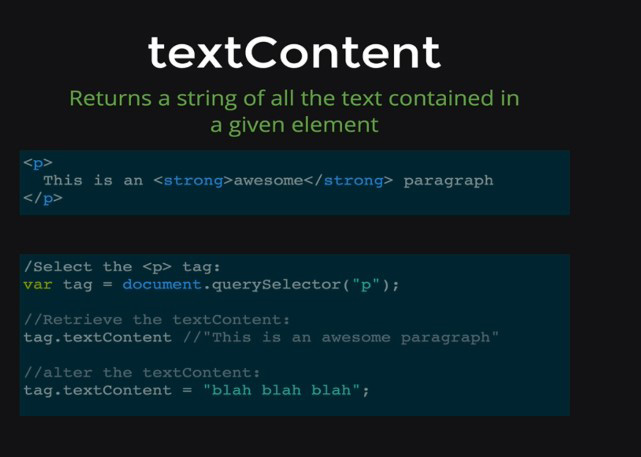 textContent
Returns a string of all the text contained in
a given element
<p>
  This is an <strong>awesome</strong> paragraph
</p>
/Select the <p> tag:
var tag = document.querySelector("p");
//Retrieve the textContent:
tag.textContent //"This is an awesome paragraph"
//alter the textContent:
tag.textContent = "blah blah blah";